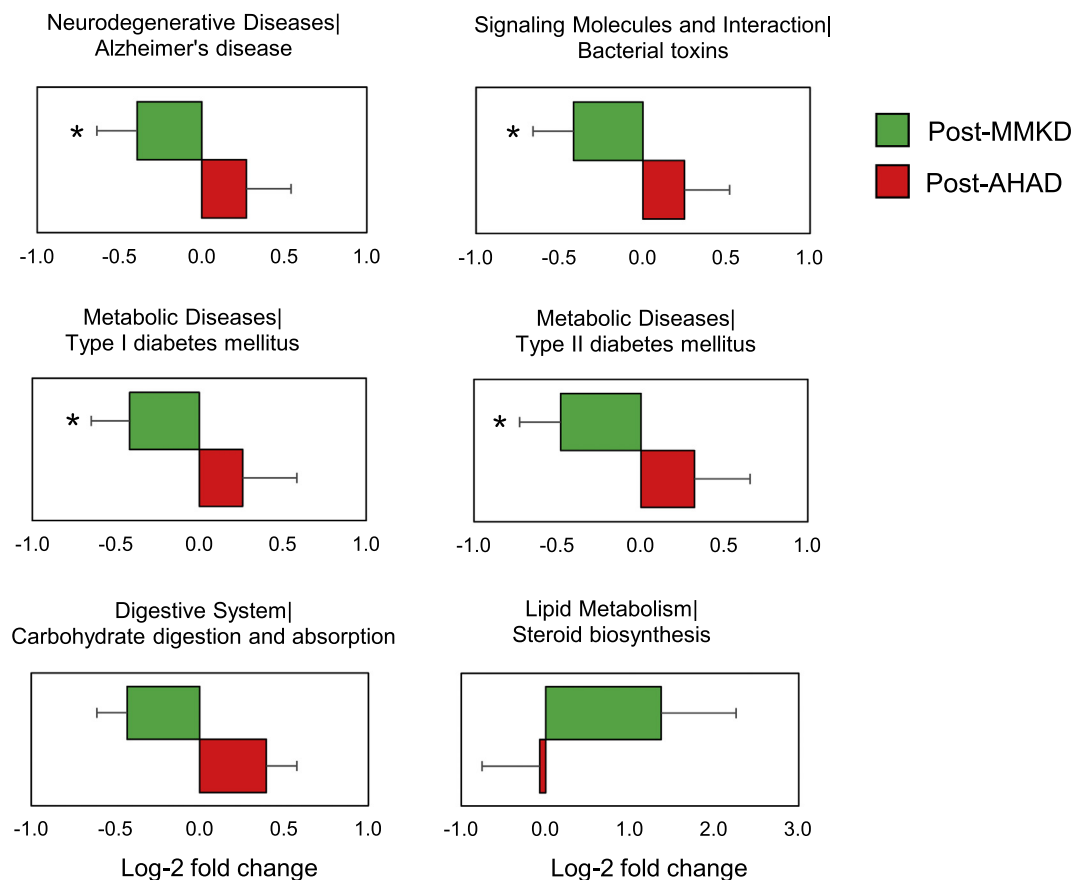 Neurodegenerative Diseases|
Alzheimer's disease
*
-1.0 -0.5 0.0 0.5 1.0
Signaling Molecules and Interaction|
Bacterial toxins
*
-1.0 -0.5 0.0 0.5 1.0
Post-MMKD
Post-AHAD
Metabolic Diseases|
Type I diabetes mellitus
*
-1.0 -0.5 0.0 0.5 1.0
Metabolic Diseases|
Type II diabetes mellitus
*
-1.0 -0.5 0.0 0.5 1.0
Digestive System|
Carbohydrate digestion and absorption
-1.0 -0.5 0.0 0.5 1.0
Log-2 fold change
Lipid Metabolism|
Steroid biosynthesis
-1.0 0.0 1.0 2.0 3.0
Log-2 fold change